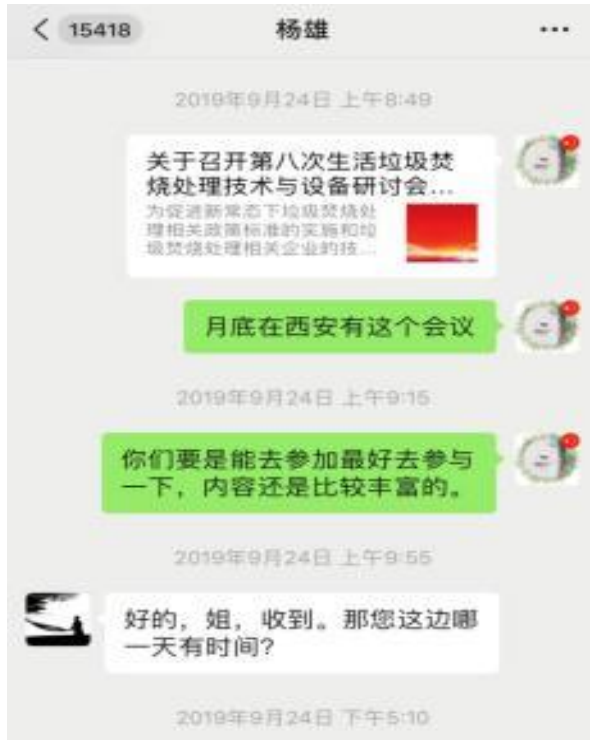 15418
杨雄
2019年9月24日 上午8:49
关于召开第八次生活垃圾焚
烧处理技术与设备研讨会...
为促进新常态下垃圾焚烧处
理相关政策标准的实施和垃
圾焚烧处理相关企业的技...
月底在西安有这个会议
2019年9月24日 上午9:15
你们要是能去参加最好去参与
一下，内容还是比较丰富的。
2019年9月24日 上午9:55
好的，姐，收到。那您这边哪
一天有时间?
2019年9月24日 下午5:10